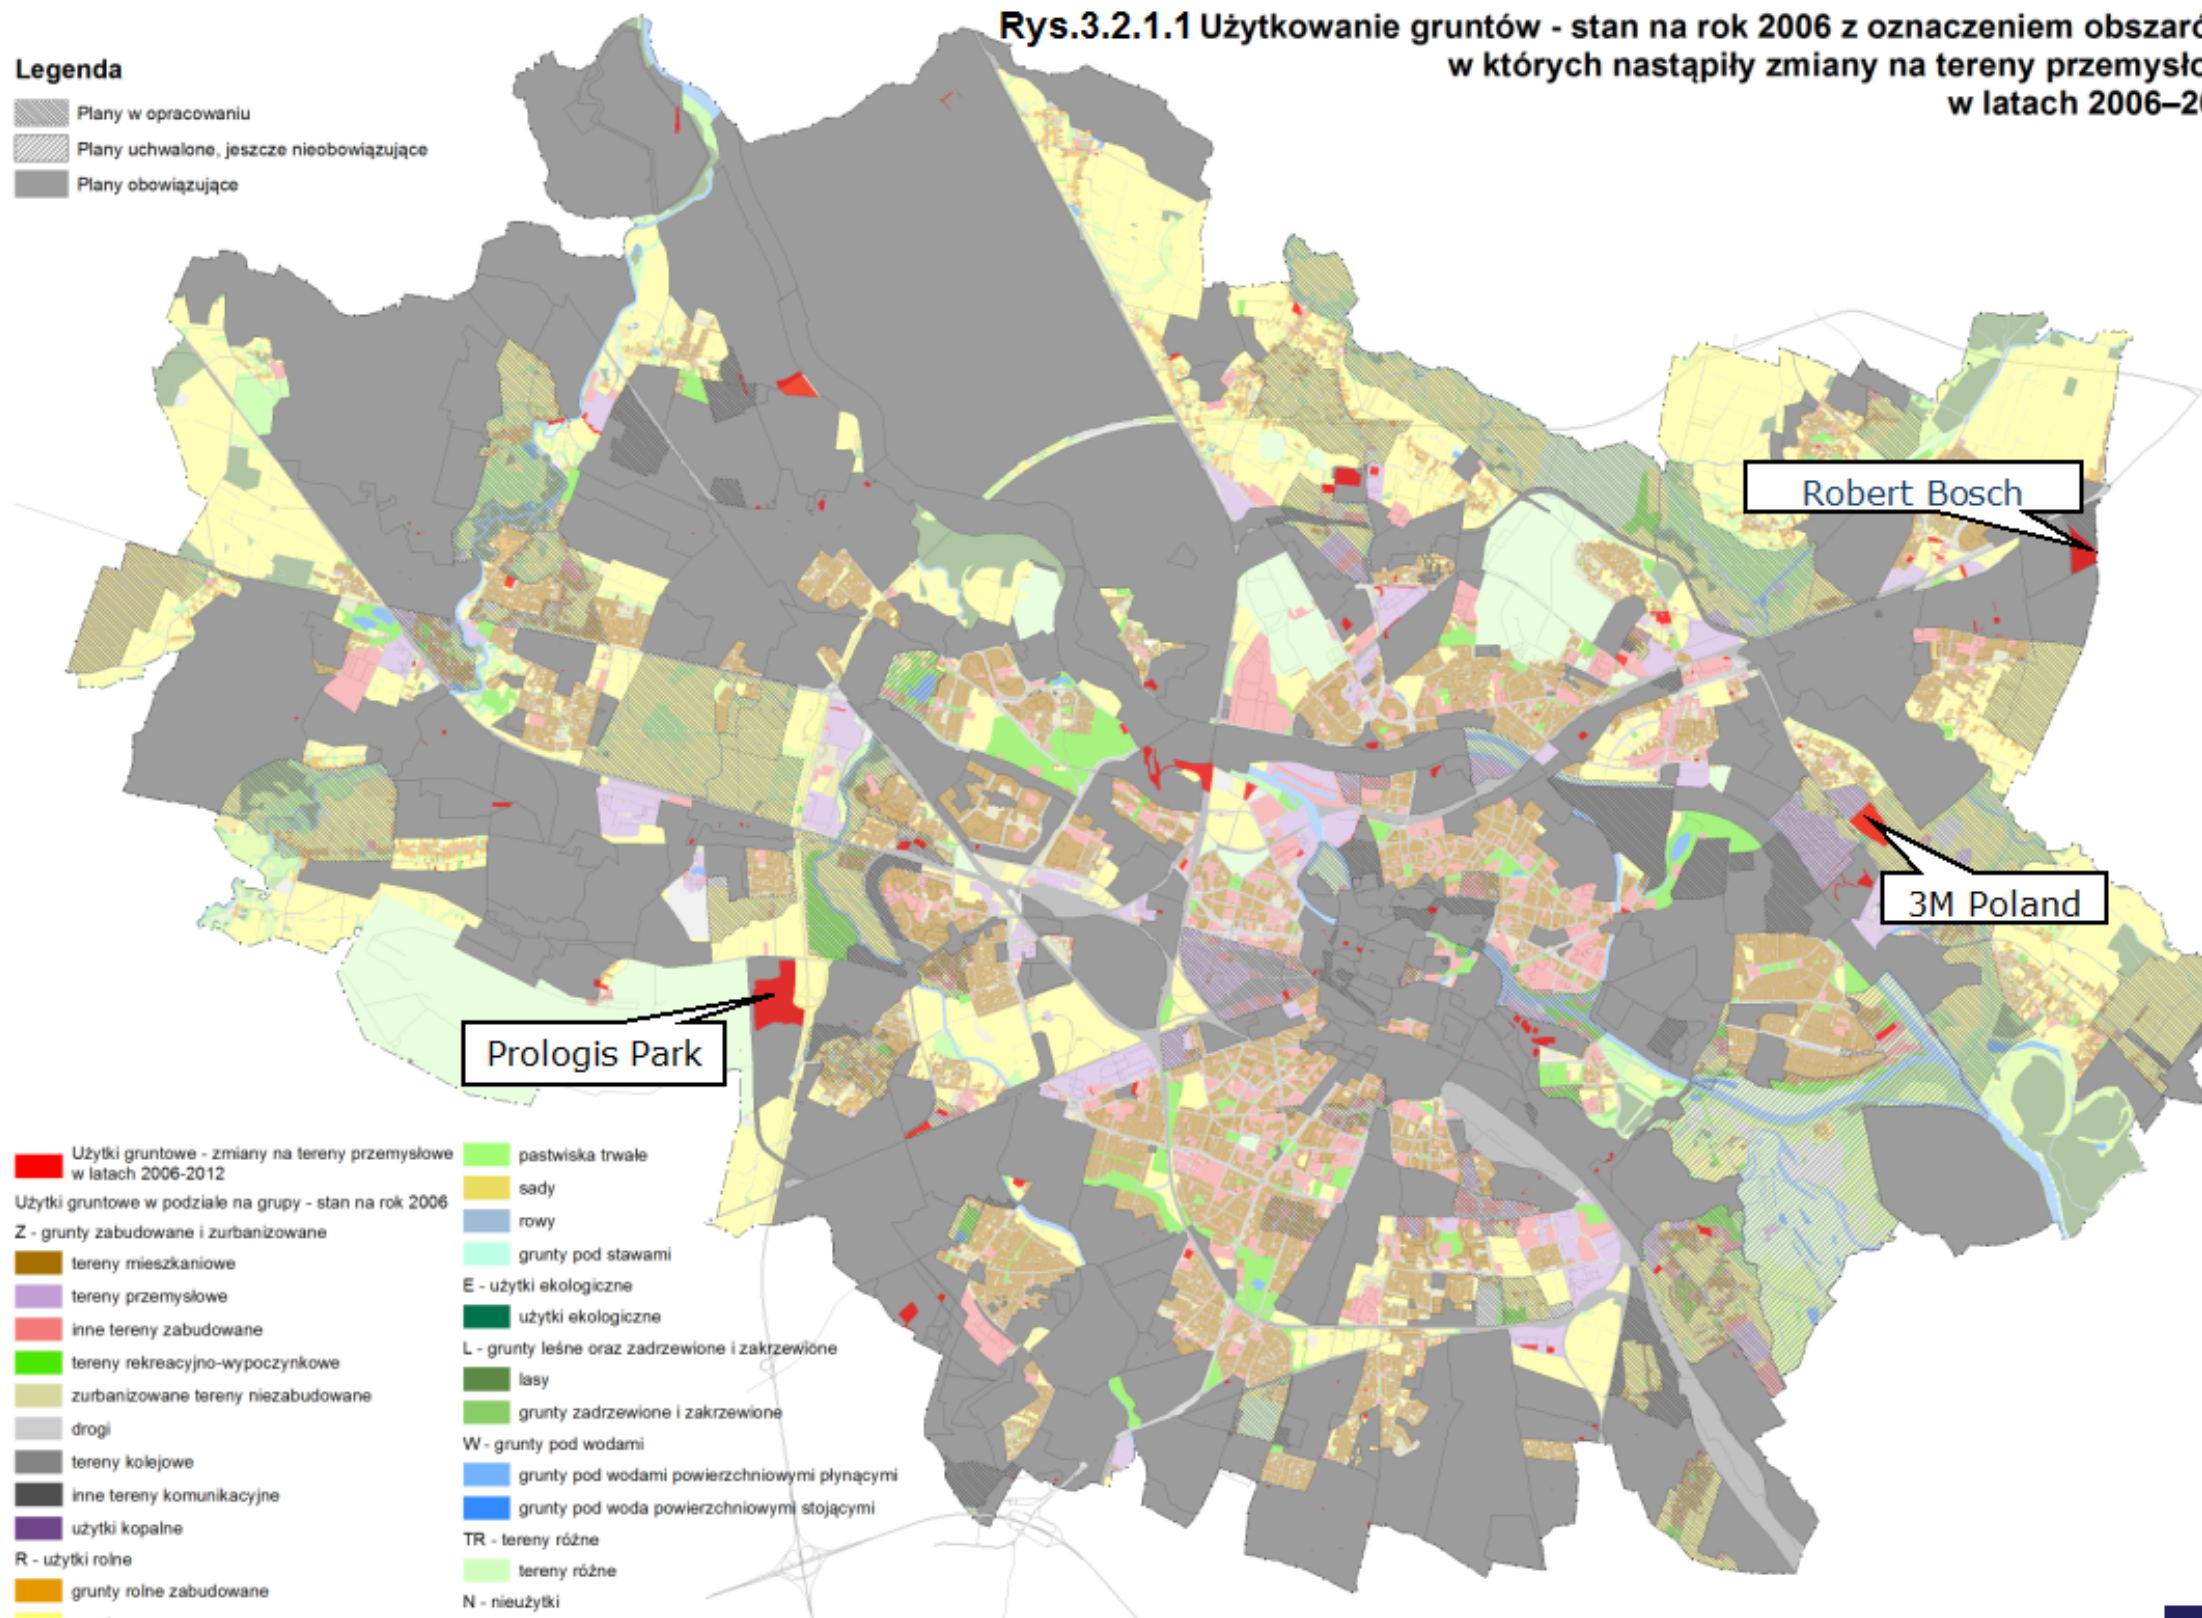 Rys.3.2.1.1 Użytkowanie gruntów - stan na rok 2006 z oznaczeniem
w których nastąpiły zmiany na tereny
w latach
Legenda
Plany w opracowaniu
Plany uchwalone, jeszcze nieobowiązujące
Plany obowiązujące
Robert Bosch
3M Poland
Prologis Park
Użytki gruntowe - zmiany na tereny przemysłowe
w latach 2006-2012
Użytki gruntowe w podziale na grupy - stan na rok 2006
Z - grunty zabudowane i zurbanizowane
tereny mieszkaniowe
tereny przemysłowe
inne tereny zabudowane
tereny rekreacyjno-wypoczynkowe
zurbanizowane tereny niezabudowane
drogi
tereny kolejowe
inne tereny komunikacyjne
użytki kopalne
R - użytki rolne
grunty rolne zabudowane
pastwiska trwałe
sady
rowy
grunty pod stawami
E - użytki ekologiczne
użytki ekologiczne
L - grunty leśne oraz zadrzewione i zakrzewione
lasy
grunty zadrzewione i zakrzewione
W - grunty pod wodami
grunty pod wodami powierzchniowymi płynącymi
grunty pod woda powierzchniowymi stojącymi
TR - tereny różne
tereny różne
N - nieużytki